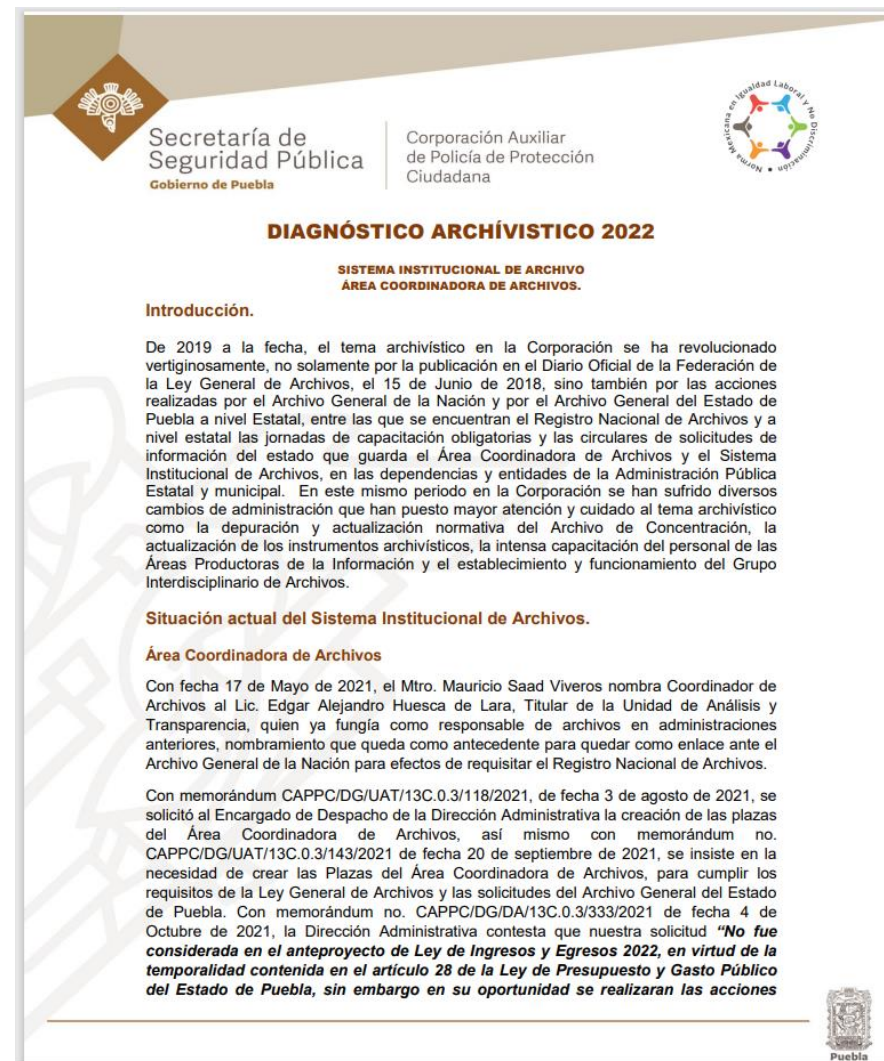 Secretaría de
Seguridad Pública
Gobierno de Puebla
Corporación Auxiliar
de Policía de Protección
Ciudadana
Norma Mexicana en Igualdad Laboral y No Discriminación
DIAGNÓSTICO ARCHÍVISTICO 2022
SISTEMA INSTITUCIONAL DE ARCHIVO
ÁREA COORDINADORA DE ARCHIVOS.
Introducción.
De 2019 a la fecha, el tema archivístico en la Corporación se ha revolucionado
vertiginosamente, no solamente por la publicación en el Diario Oficial de la Federación de
la Ley General de Archivos, el 15 de Junio de 2018, sino también por las acciones
realizadas por el Archivo General de la Nación y por el Archivo General del Estado de
Puebla a nivel Estatal, entre las que se encuentran el Registro Nacional de Archivos y a
nivel estatal las jornadas de capacitación obligatorias y las circulares de solicitudes de
información del estado que guarda el Área Coordinadora de Archivos y el Sistema
Institucional de Archivos, en las dependencias y entidades de la Administración Pública
Estatal y municipal. En este mismo periodo en la Corporación se han sufrido diversos
cambios de administración que han puesto mayor atención y cuidado al tema archivístico
como la depuración y actualización normativa del Archivo de Concentración, la
actualización de los instrumentos archivísticos, la intensa capacitación del personal de las
Áreas Productoras de la Información y el establecimiento y funcionamiento del Grupo
Interdisciplinario de Archivos.
Situación actual del Sistema Institucional de Archivos.
Área Coordinadora de Archivos
Con fecha 17 de Mayo de 2021, el Mtro. Mauricio Saad Viveros nombra Coordinador de
Archivos al Lic. Edgar Alejandro Huesca de Lara, Titular de la Unidad de Análisis y
Transparencia, quien ya fungía como responsable de archivos en administraciones
anteriores, nombramiento que queda como antecedente para quedar como enlace ante el
Archivo General de la Nación para efectos de requisitar el Registro Nacional de Archivos.
Con memorándum CAPPC/DG/UAT/13C.0.3/118/2021, de fecha 3 de agosto de 2021, se
solicitó al Encargado de Despacho de la Dirección Administrativa la creación de las plazas
del Área Coordinadora de Archivos, así mismo con memorándum no.
CAPPC/DG/UAT/13C.0.3/143/2021 de fecha 20 de septiembre de 2021, se insiste en la
necesidad de crear las Plazas del Área Coordinadora de Archivos, para cumplir los
requisitos de la Ley General de Archivos y las solicitudes del Archivo General del Estado
de Puebla. Con memorándum no. CAPPC/DG/DA/13C.0.3/333/2021 de fecha 4 de
Octubre de 2021, la Dirección Administrativa contesta que nuestra solicitud "No fue
considerada en el anteproyecto de Ley de Ingresos y Egresos 2022, en virtud de la
temporalidad contenida en el artículo 28 de la Ley de Presupuesto y Gasto Público
del Estado de Puebla, sin embargo en su oportunidad se realizaran las acciones
Puebla